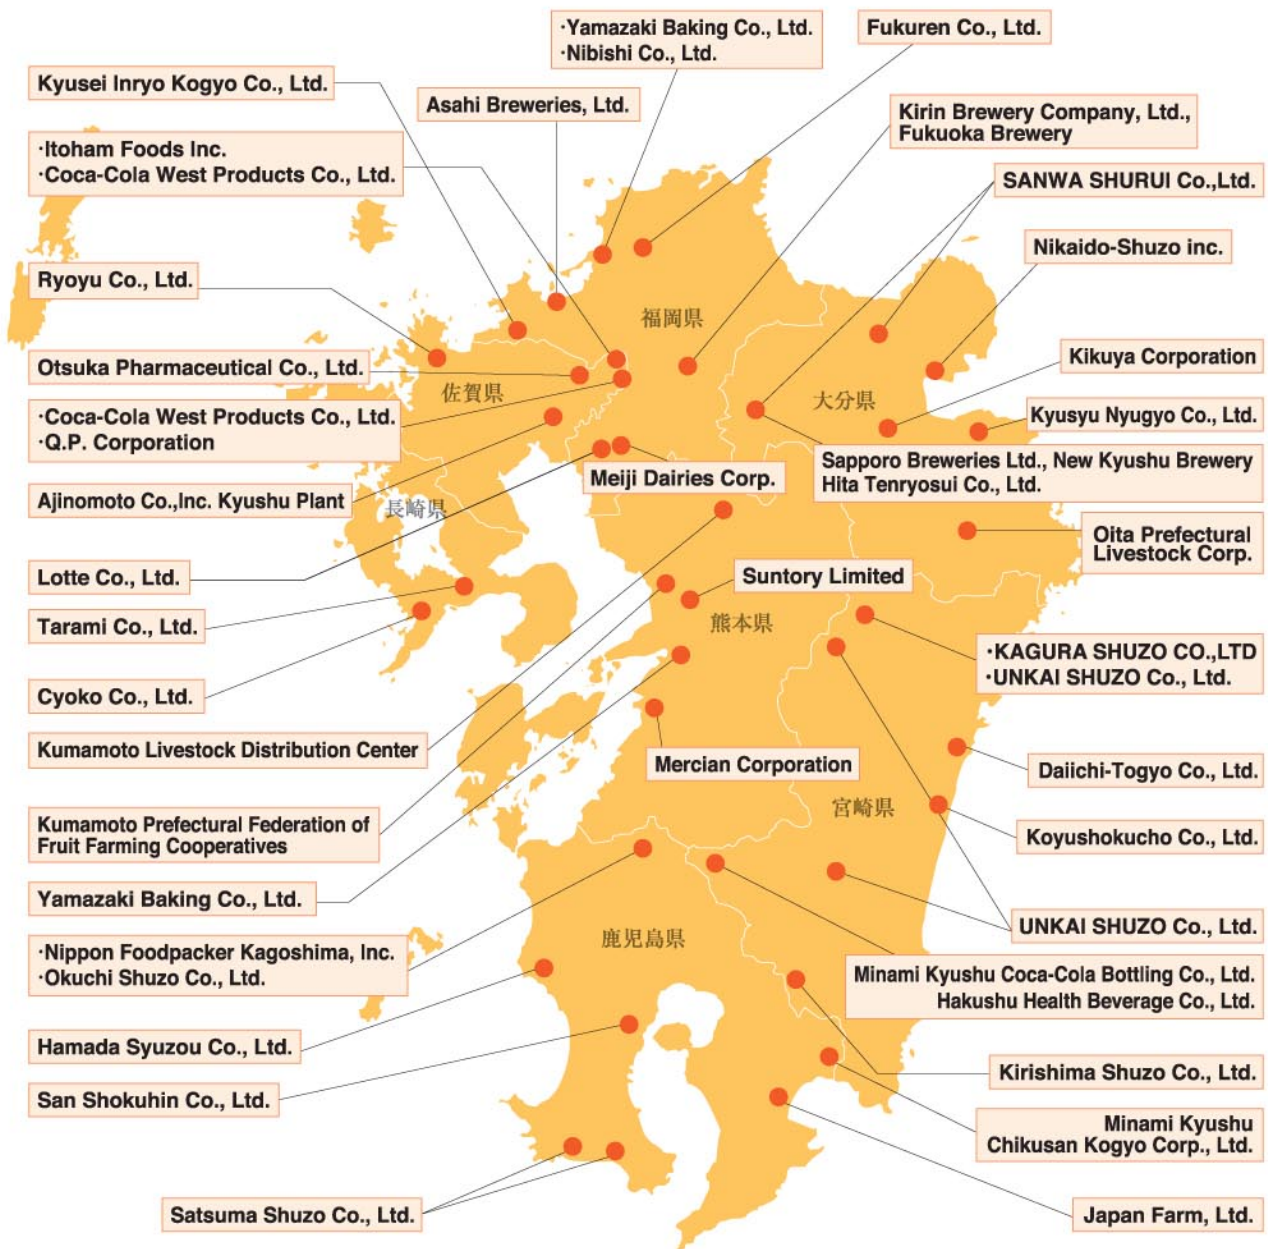 ·Yamazaki Baking Co., Ltd.
·Nibishi Co., Ltd.
Fukuren Co., Ltd.
Kyusei Inryo Kogyo Co., Ltd.
Asahi Breweries, Ltd.
Kirin Brewery Company, Ltd.,
Fukuoka Brewery
·Itoham Foods Inc.
·Coca-Cola West Products Co., Ltd.
SANWA SHURUI Co.,Ltd.
Nikaido-Shuzo inc.
Ryoyu Co., Ltd.
福岡県
Otsuka Pharmaceutical Co., Ltd.
Kikuya Corporation
佐賀県
大分県
·Coca-Cola West Products Co., Ltd.
·Q.P. Corporation
Kyusyu Nyugyo Co., Ltd.
Sapporo Breweries Ltd., New Kyushu Brewery
Hita Tenryosui Co., Ltd.
Meiji Dairies Corp.
Ajinomoto Co.,Inc. Kyushu Plant
長崎県
Oita Prefectural
Livestock Corp.
Lotte Co., Ltd.
Suntory Limited
Tarami Co., Ltd.
熊本県
·KAGURA SHUZO CO.,LTD
·UNKAI SHUZO Co., Ltd.
Cyoko Co., Ltd.
Kumamoto Livestock Distribution Center
Mercian Corporation
Daiichi-Togyo Co., Ltd.
宮崎県
Kumamoto Prefectural Federation of
Fruit Farming Cooperatives
Koyushokucho Co., Ltd.
Yamazaki Baking Co., Ltd.
UNKAI SHUZO Co., Ltd.
鹿児島県
·Nippon Foodpacker Kagoshima, Inc.
·Okuchi Shuzo Co., Ltd.
Minami Kyushu Coca-Cola Bottling Co., Ltd.
Hakushu Health Beverage Co., Ltd.
Hamada Syuzou Co., Ltd.
Kirishima Shuzo Co., Ltd.
San Shokuhin Co., Ltd.
Minami Kyushu
Chikusan Kogyo Corp., Ltd.
Satsuma Shuzo Co., Ltd.
Japan Farm, Ltd.